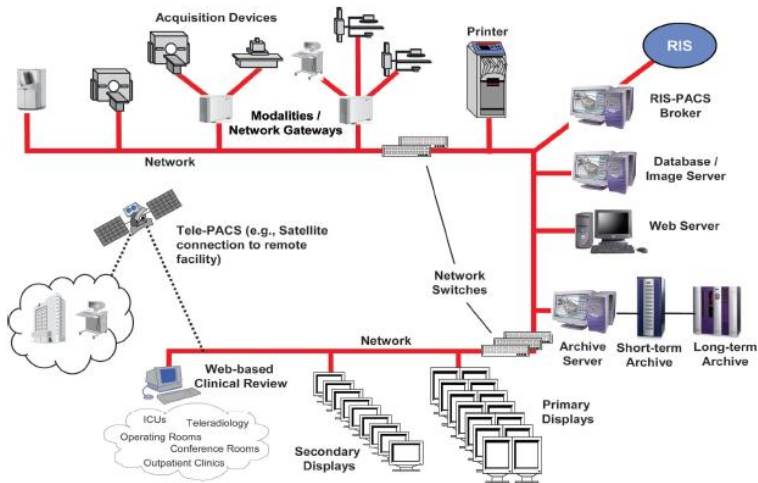 Acquisition Devices
Printer
RIS
RIS-PACS
Broker
Modalities /
Network Gateways
Network
Database /
Image Server
Web Server
Tele-PACS (e.g., Satellite
connection to remote
facility)
Network
Switches
Network
Archive
Server
Short-term
Archive
Long-term
Archive
Web-based
Clinical Review
ICUs
Teleradiology
Operating Rooms
Conference Rooms
Outpatient Clinics
Secondary
Displays
Primary
Displays